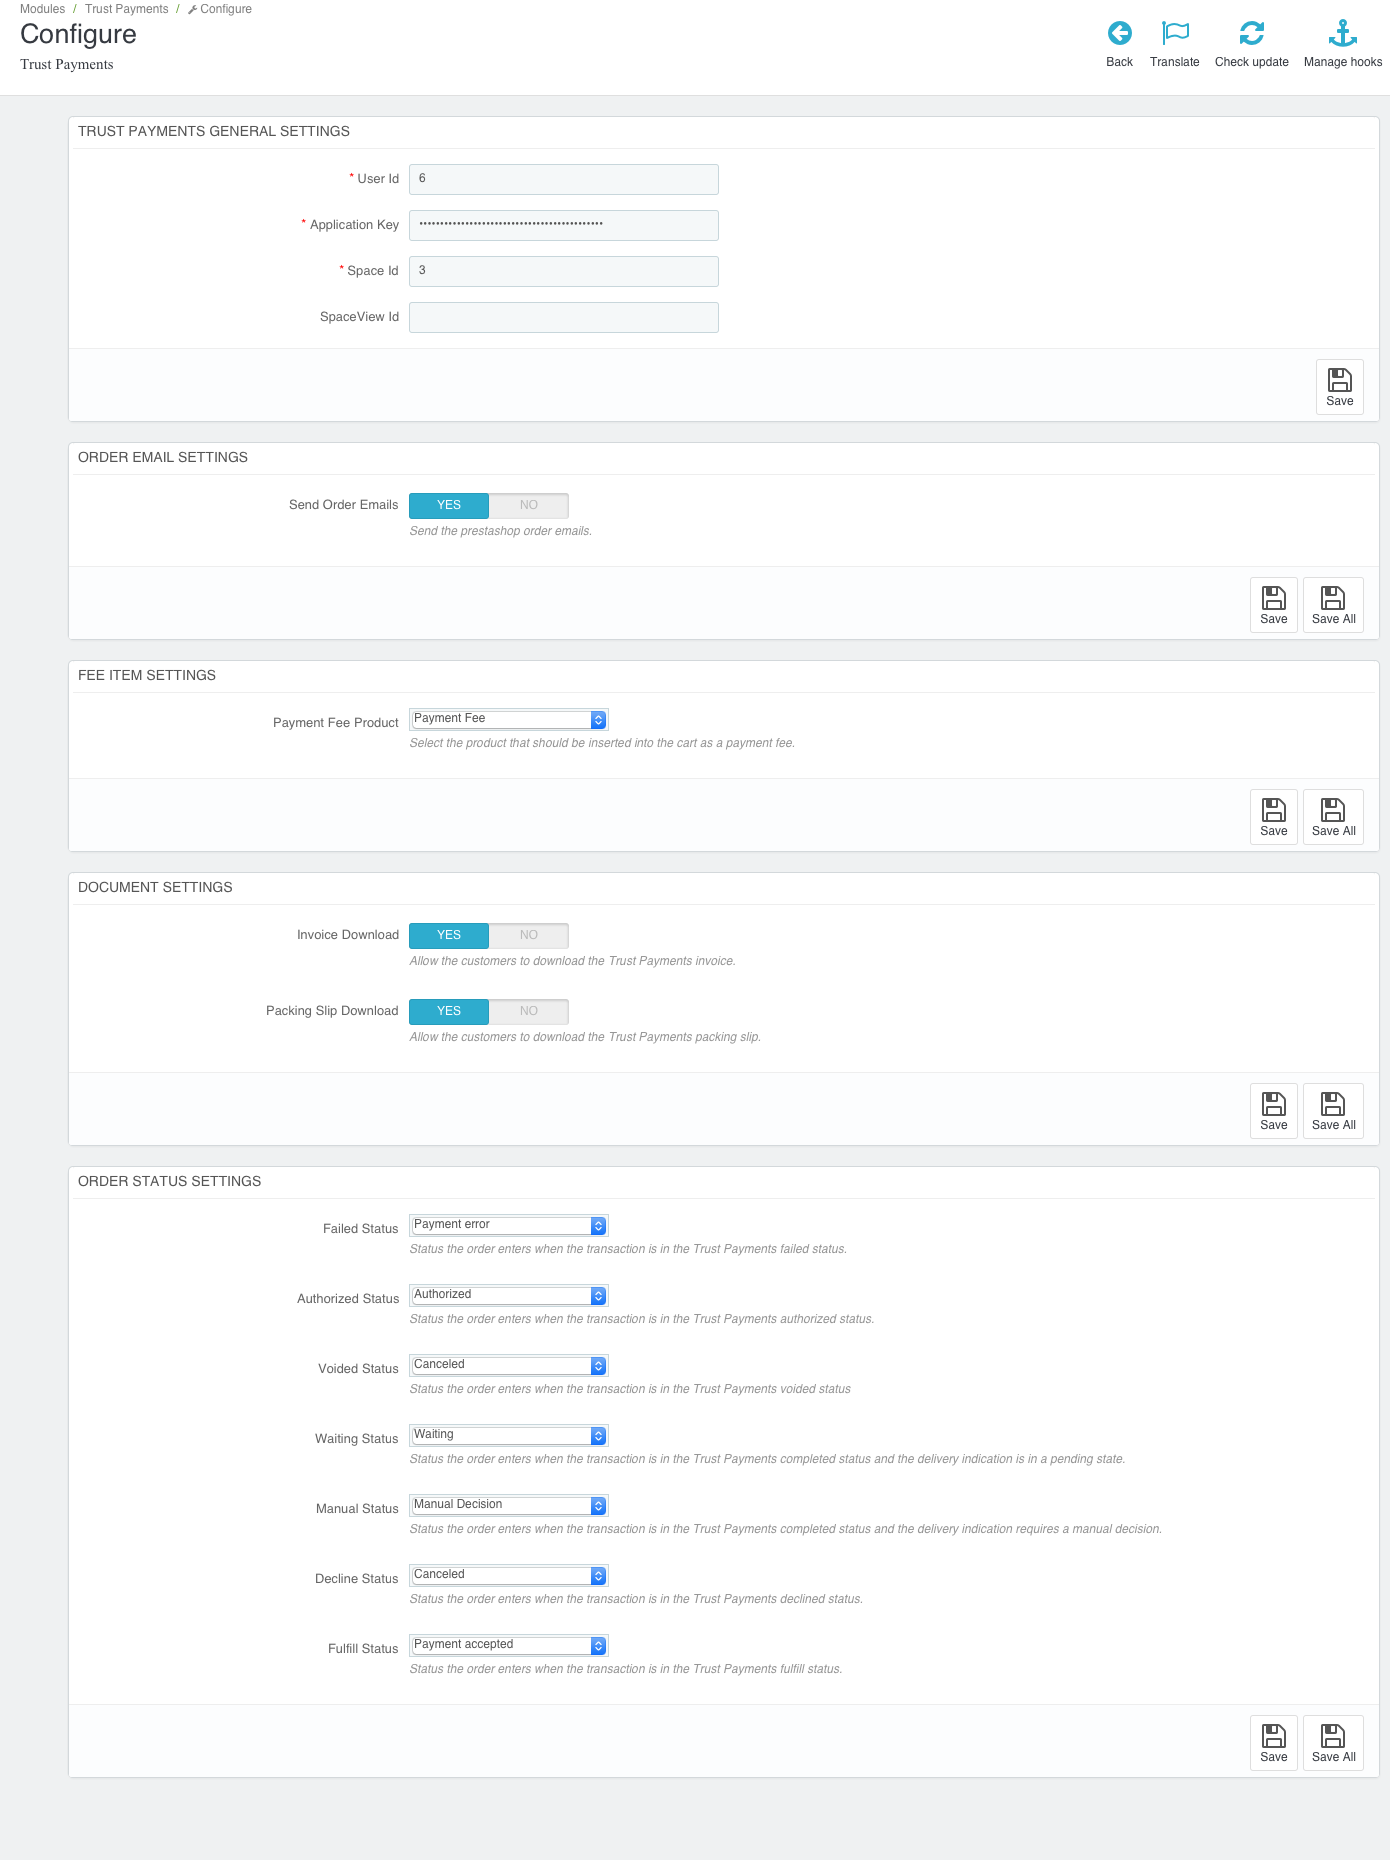 Modules / Trust Payments / Configure
Configure
Trust Payments
Back Translate Check update Manage hooks
TRUST PAYMENTS GENERAL SETTINGS
* User Id 6
* Application Key ••••••••••••••••••••••••••••••••••••••••••••
* Space Id 3
SpaceView Id
Save
ORDER EMAIL SETTINGS
Send Order Emails YES NO
Send the prestashop order emails.
Save Save All
FEE ITEM SETTINGS
Payment Fee Product Payment Fee
Select the product that should be inserted into the cart as a payment fee.
Save Save All
DOCUMENT SETTINGS
Invoice Download YES NO
Allow the customers to download the Trust Payments invoice.
Packing Slip Download YES NO
Allow the customers to download the Trust Payments packing slip.
Save Save All
ORDER STATUS SETTINGS
Failed Status Payment error
Status the order enters when the transaction is in the Trust Payments failed status.
Authorized Status Authorized
Status the order enters when the transaction is in the Trust Payments authorized status.
Voided Status Canceled
Status the order enters when the transaction is in the Trust Payments voided status
Waiting Status Waiting
Status the order enters when the transaction is in the Trust Payments completed status and the delivery indication is in a pending state.
Manual Status Manual Decision
Status the order enters when the transaction is in the Trust Payments completed status and the delivery indication requires a manual decision.
Decline Status Canceled
Status the order enters when the transaction is in the Trust Payments declined status.
Fulfill Status Payment accepted
Status the order enters when the transaction is in the Trust Payments fulfill status.
Save Save All